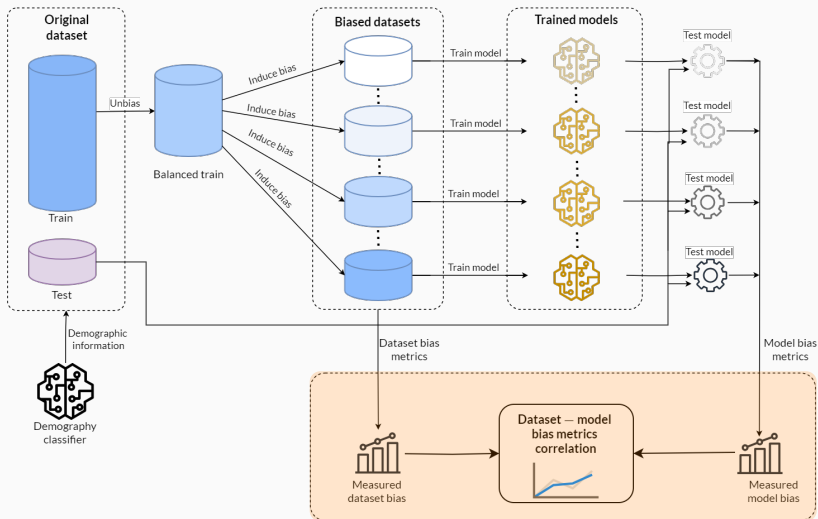 Original
dataset
Biased datasets
Trained models
Test model
Train model
Induce bias
Unbias
Induce bias
Train model
Test model
Induce bias
Balanced train
Induce bias
Train model
Test model
Train
Train model
Test model
Test
Demographic
information
Dataset bias
metrics
Model bias
metrics
Demography
classifier
Dataset — model
bias metrics
correlation
Measured
dataset bias
Measured
model bias